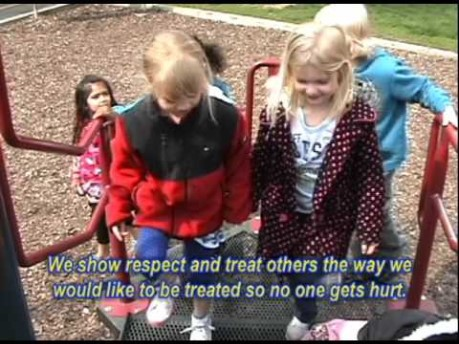 We show respect and treat others the way we
would like to be treated so no one gets hurt.